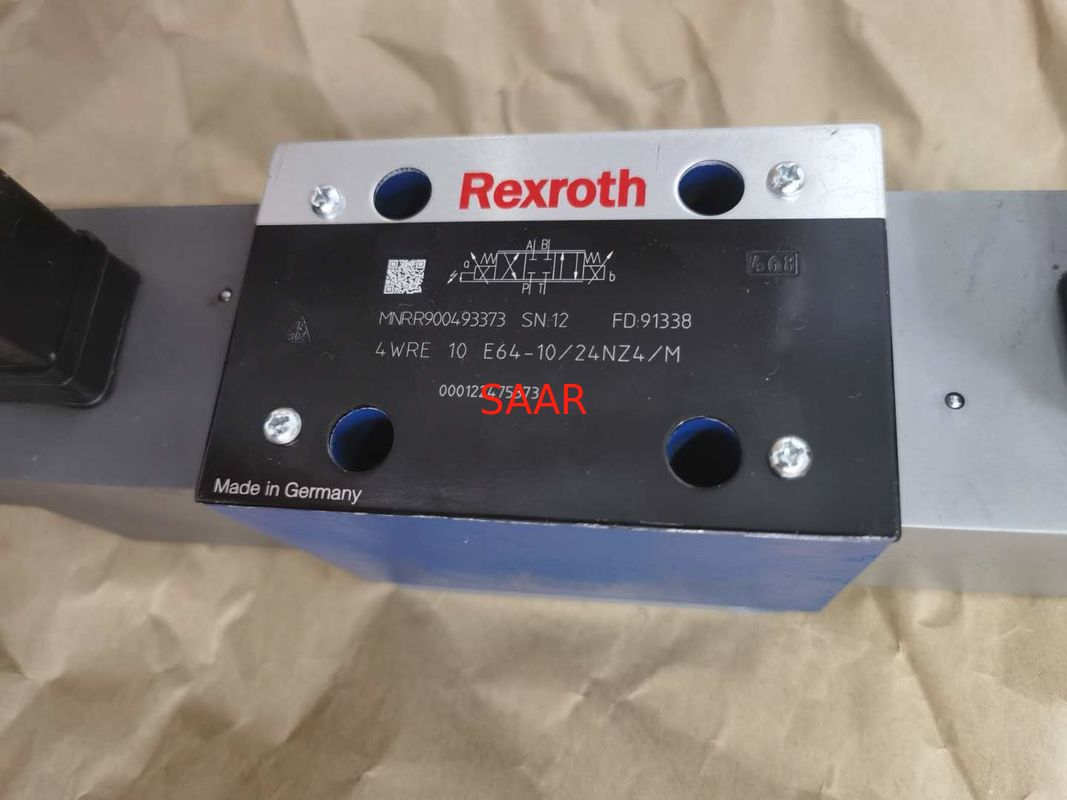 Rexroth
A B
a
b
P T
A68
MNR:R900493373 SN:12 FD:91338
4WRE 10 E64-10/24NZ4/M
SAAR
Made in Germany